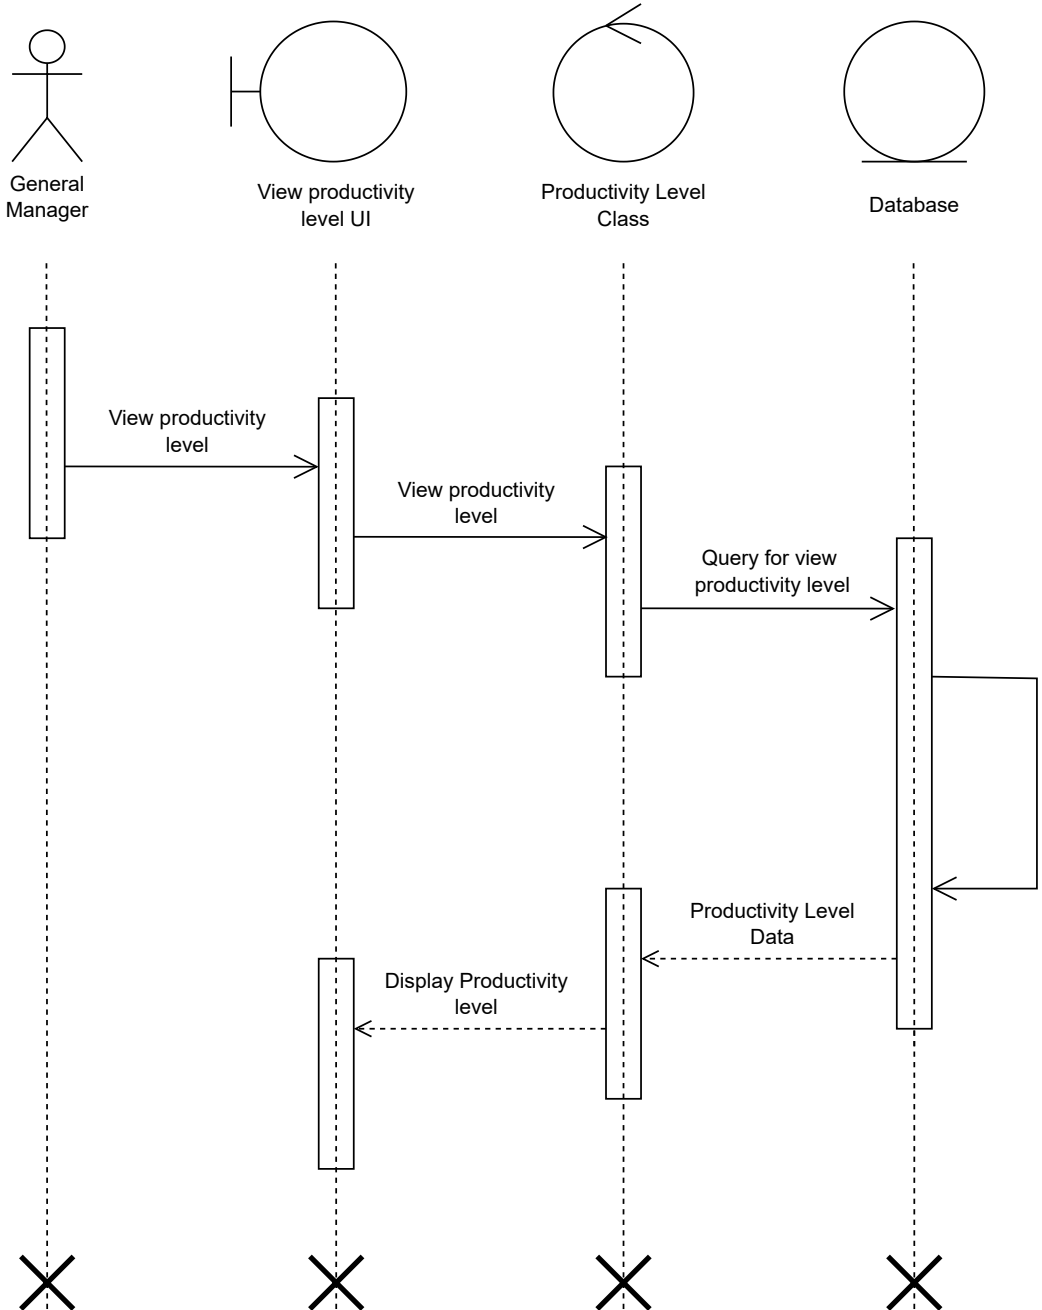 General
Manager
View productivity
level UI
Productivity Level
Class
Database
View productivity
level
View productivity
level
Query for view
productivity level
Productivity Level
Data
Display Productivity
level